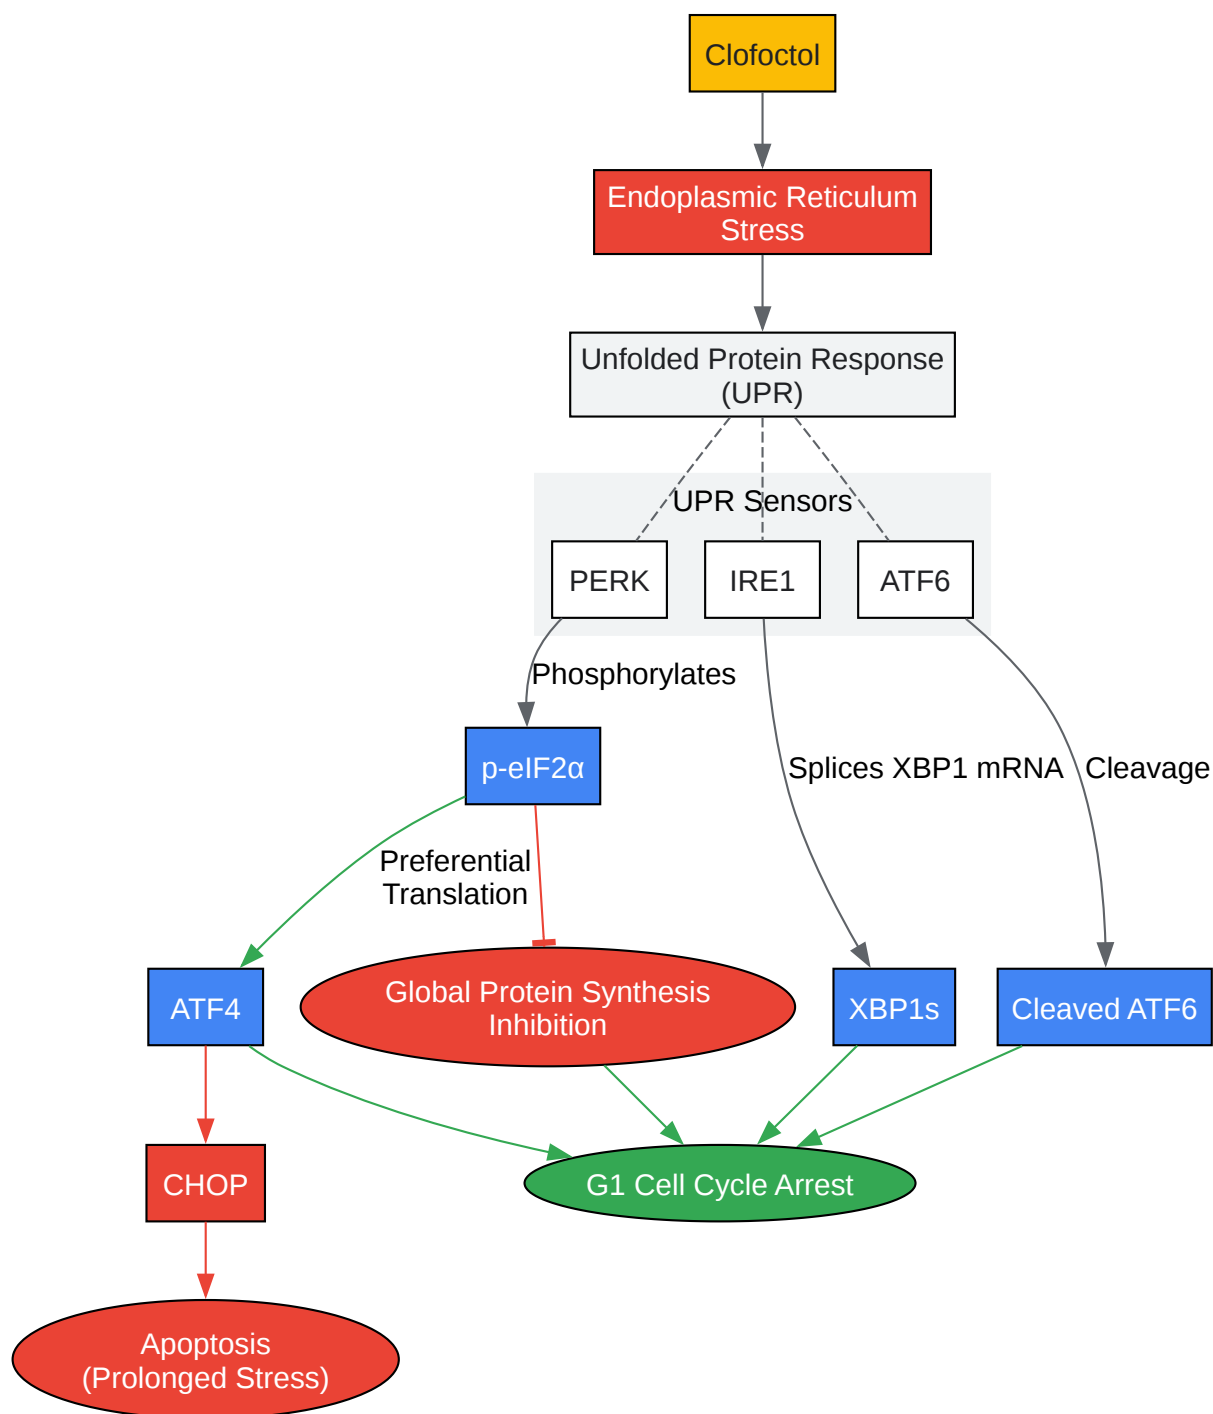 Clofoctol
Endoplasmic Reticulum
Stress
Unfolded Protein Response
(UPR)
UPR Sensors
PERK
IRE1
ATF6
Phosphorylates
p-eIF2α
Splices XBP1 mRNA
Cleavage
Preferential
Translation
ATF4
Global Protein Synthesis
Inhibition
XBP1s
Cleaved ATF6
CHOP
G1 Cell Cycle Arrest
Apoptosis
(Prolonged Stress)